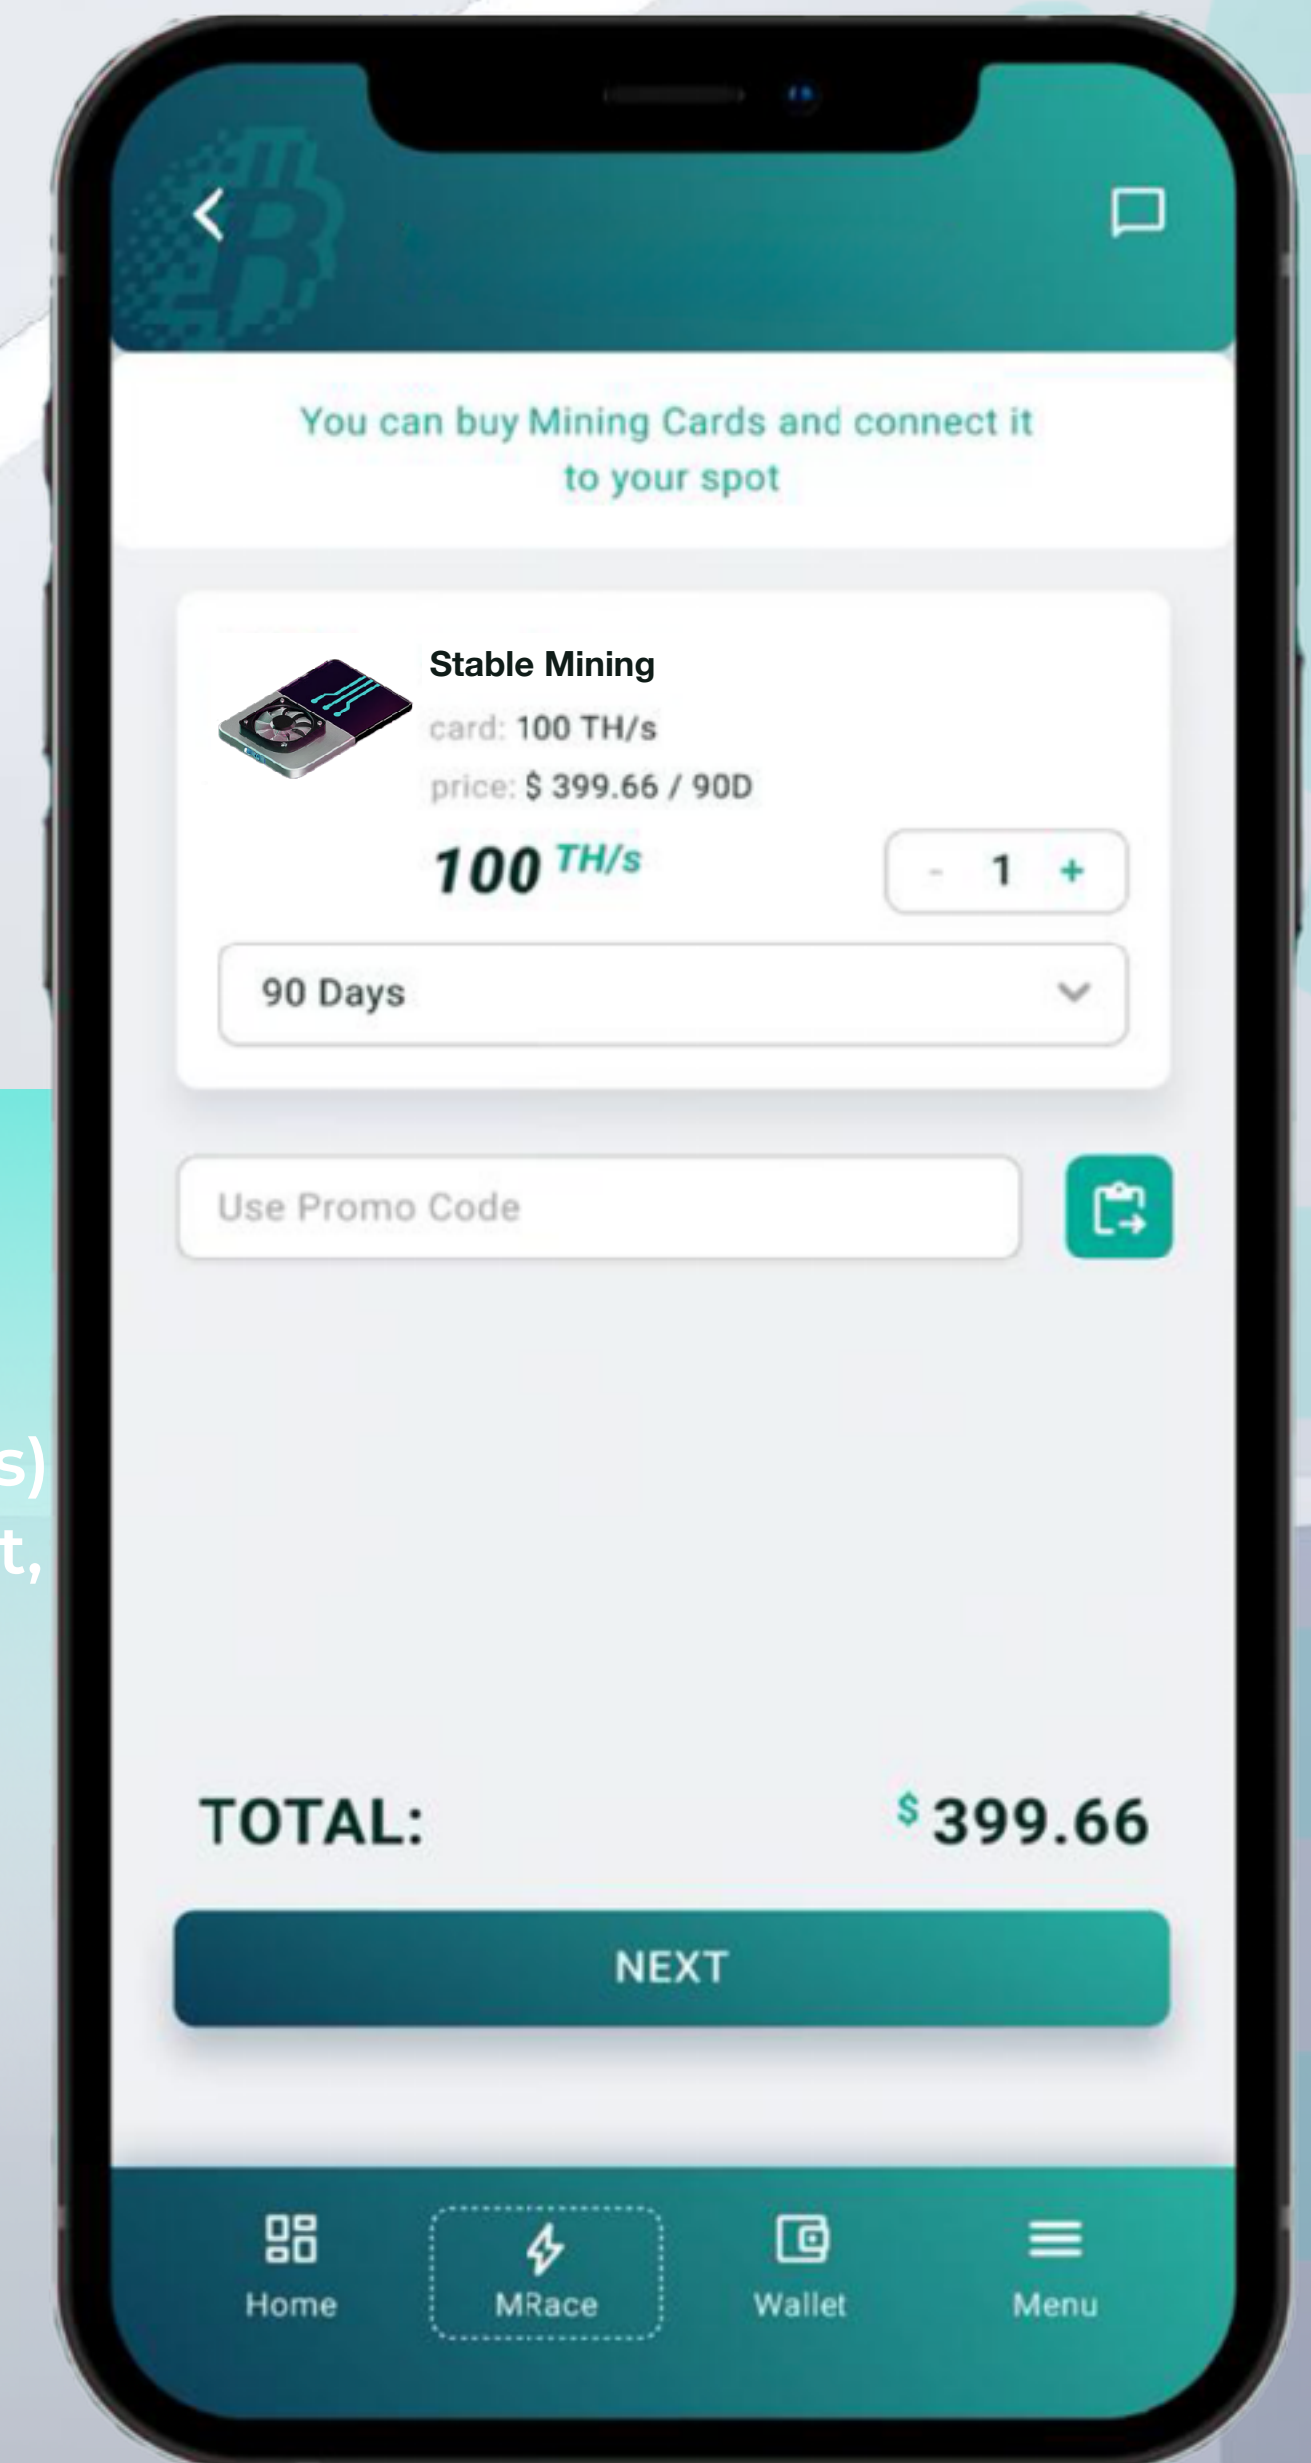 You can buy Mining Cards and connect it
to your spot
Stable Mining
card: 100 TH/s
price: $ 399.66 / 90D
100 TH/s
- 1 +
90 Days
Use Promo Code
s)
t,
TOTAL: $ 399.66
NEXT
Home MRace Wallet Menu